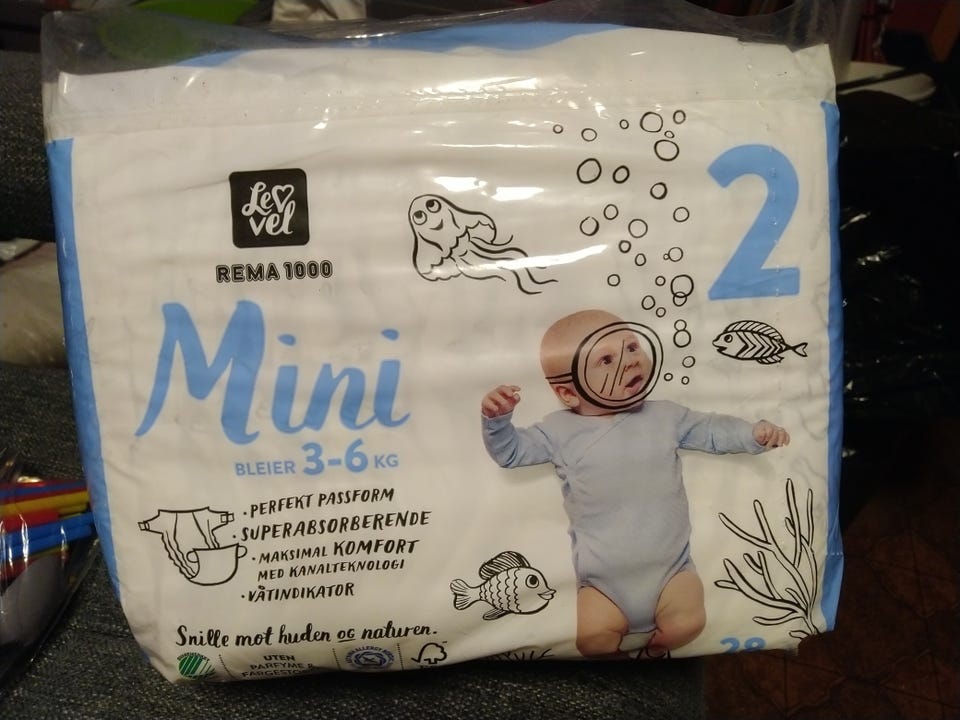 Le vel
REMA 1000
2
Mini
BLEIER 3-6 KG
• PERFEKT PASSFORM
• SUPERABSORBERENDE
• MAKSIMAL KOMFORT
MED KANALTEKNOLOGI
• VÅTINDIKATOR
Snille mot huden og naturen.
UTEN
PARFYME &
28